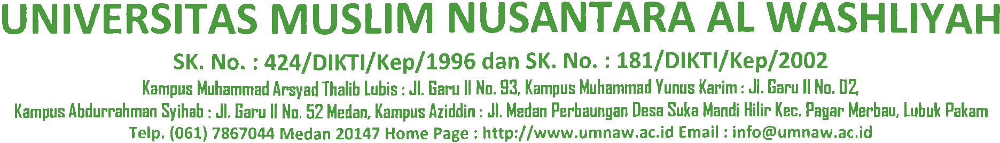 UNIVERSITAS MUSLIM NUSANTARA AL WASHLIYAH
SK. No. : 424/DIKTI/Kep/1996 dan SK. No. : 181/DIKTI/Kep/2002
Kampus Muhammad Arsyad Thalib Lubis : Jl. Garu II No. 93, Kampus Muhammad Yunus Karim : Jl. Garu II No. 02,
Kampus Abdurrahman Syihab : Jl. Garu II No. 52 Medan, Kampus Aziddin : Jl. Medan Perbaungan Desa Suka Mandi Hilir Kec. Pagar Merbau, Lubuk Pakam
Telp. (061) 7867044 Medan 20147 Home Page : http://www.umnaw.ac.id Email : info@umnaw.ac.id